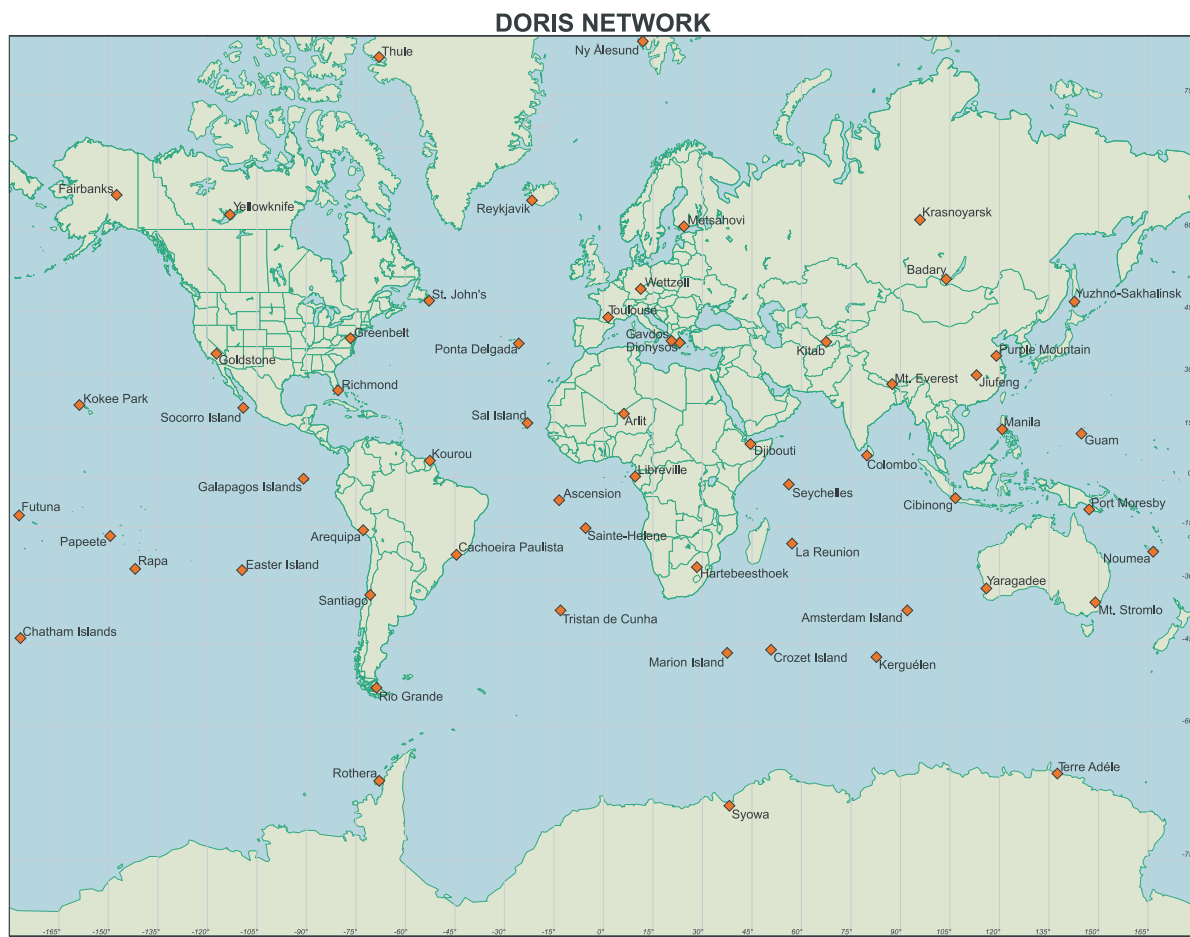 DORIS NETWORK
Thule
Ny Ålesund
Fairbanks
Yellowknife
Reykjavik
Metsahovi
Krasnoyarsk
Badary
Wettzell
St. John's
Yuzhno-Sakhalinsk
Toulouse
Greenbelt
Gavdos
Dionysos
Ponta Delgada
Kitab
Purple Mountain
Goldstone
Mt. Everest
Jiufeng
Richmond
Kokee Park
Socorro Island
Sal Island
Arlit
Manila
Guam
Djibouti
Kourou
Colombo
Libreville
Galapagos Islands
Ascension
Seychelles
Cibinong
Port Moresby
Futuna
Papeete
Arequipa
Sainte-Helene
Cachoeira Paulista
La Reunion
Noumea
Rapa
Easter Island
Hartebeesthoek
Yaragadee
Santiago
Tristan de Cunha
Amsterdam Island
Mt. Stromlo
Chatham Islands
Marion Island
Crozet Island
Kerguélen
Rio Grande
Rothera
Terre Adéle
Syowa
-165° -150° -135° -120° -105° -90° -75° -60° -45° -30° -15° 0° 15° 30° 45° 60° 75° 90° 105° 120° 135° 150° 165°